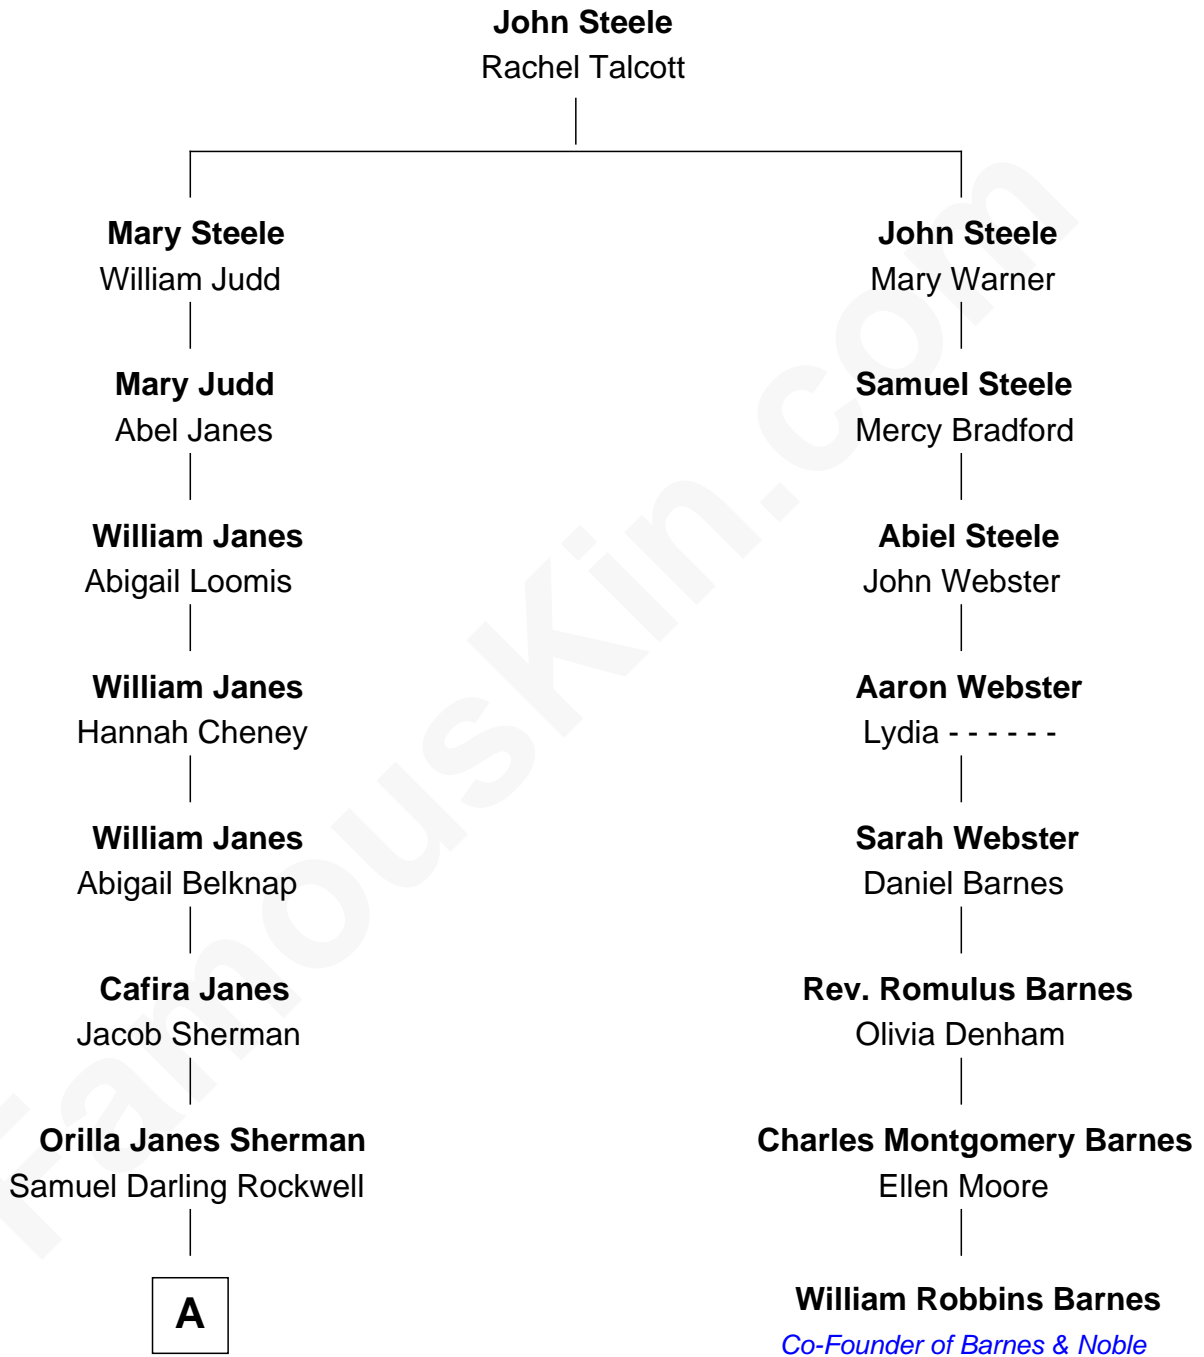 John Steele
Rachel Talcott
Mary Steele
William Judd
John Steele
Mary Warner
Mary Judd
Abel Janes
Samuel Steele
Mercy Bradford
William Janes
Abigail Loomis
Abiel Steele
John Webster
William Janes
Hannah Cheney
Aaron Webster
Lydia - - - - - -
William Janes
Abigail Belknap
Sarah Webster
Daniel Barnes
Cafira Janes
Jacob Sherman
Rev. Romulus Barnes
Olivia Denham
Orilla Janes Sherman
Samuel Darling Rockwell
Charles Montgomery Barnes
Ellen Moore
A
William Robbins Barnes
Co-Founder of Barnes & Noble
FamousKin.com